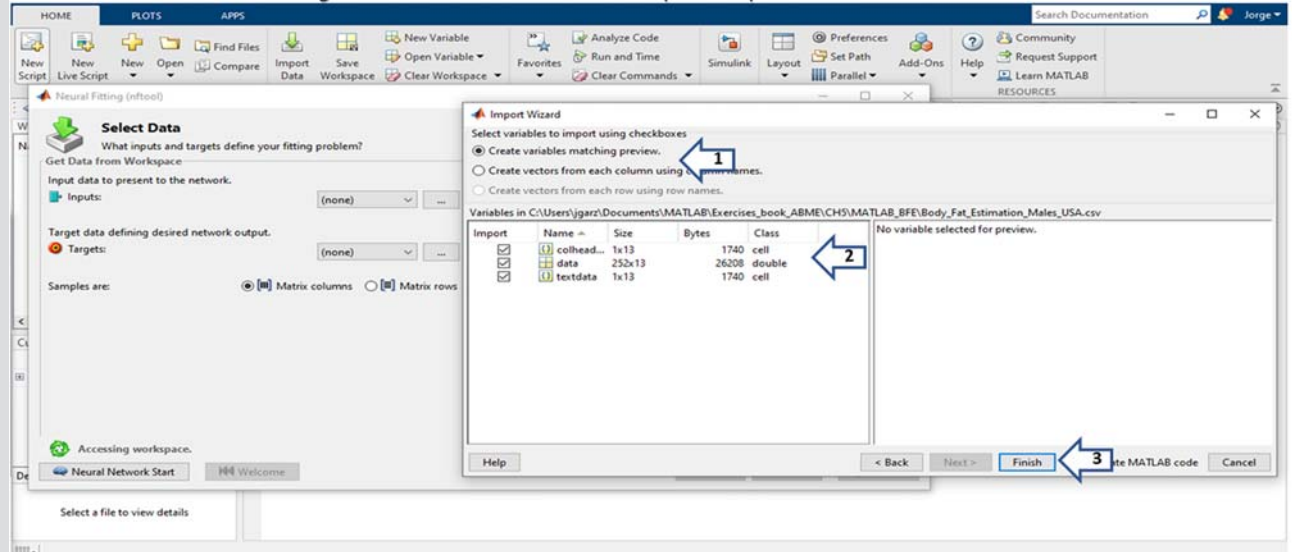 HOME PLOTS APPS Search Documentation Jorge
New Script
New Live Script
New
Open
Find Files
Compare
Import Data
Save Workspace
New Variable
Open Variable
Clear Workspace
Favorites
Analyze Code
Run and Time
Clear Commands
Simulink
Layout
Preferences
Set Path
Parallel
Add-Ons
Help
Community
Request Support
Learn MATLAB
RESOURCES
Neural Fitting (nftool)
Select Data
What inputs and targets define your fitting problem?
Get Data from Workspace
Input data to present to the network.
Inputs: (none) ...
Target data defining desired network output.
Targets: (none) ...
Samples are: Matrix columns Matrix rows
Accessing workspace.
Neural Network Start Welcome
Select a file to view details
Import Wizard
Select variables to import using checkboxes
Create variables matching preview.
1
Create vectors from each column using column names.
Create vectors from each row using row names.
Variables in C:\Users\jgarz\Documents\MATLAB\Exercises_book_ABME\CH5\MATLAB_BFE\Body_Fat_Estimation_Males_USA.csv
Import Name Size Bytes Class
colhead... 1x13 1740 cell
data 252x13 26208 double
textdata 1x13 1740 cell
2
No variable selected for preview.
Help < Back Next > Finish 3 te MATLAB code Cancel